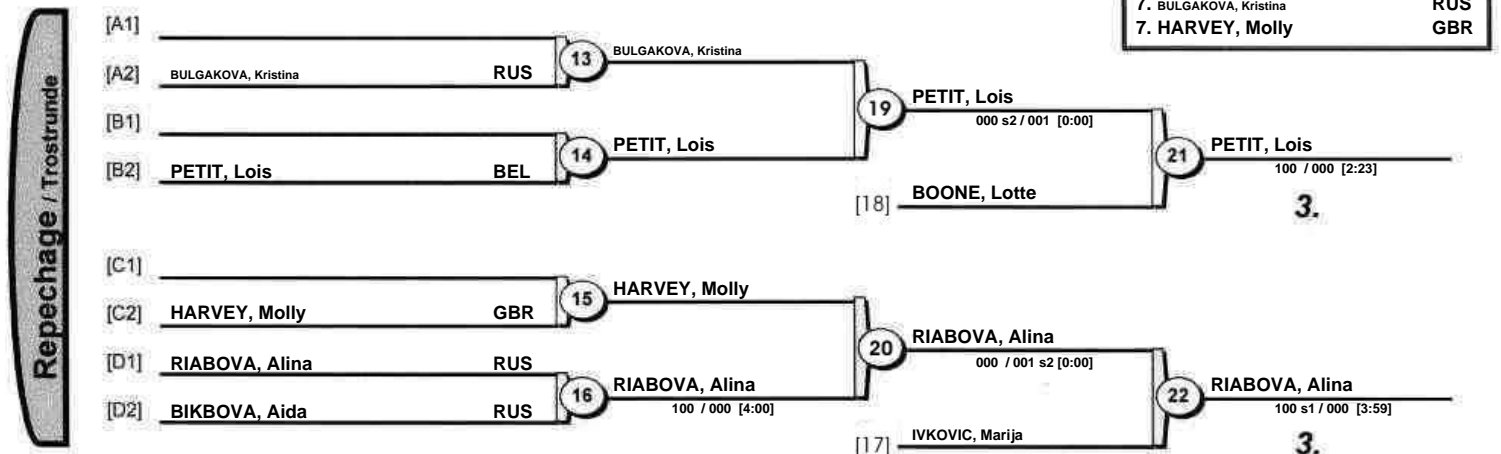 7. BULGAKOVA, Kristina RUS
7. HARVEY, Molly GBR
Repechage / Trostrunde
[A1]
[A2] BULGAKOVA, Kristina RUS
13 BULGAKOVA, Kristina
[B1]
[B2] PETIT, Lois BEL
14 PETIT, Lois
19 PETIT, Lois
000 s2 / 001 [0:00]
[18] BOONE, Lotte
21 PETIT, Lois
100 / 000 [2:23]
3.
[C1]
[C2] HARVEY, Molly GBR
15 HARVEY, Molly
[D1] RIABOVA, Alina RUS
[D2] BIKBOVA, Aida RUS
16 RIABOVA, Alina
100 / 000 [4:00]
20 RIABOVA, Alina
000 / 001 s2 [0:00]
[17] IVKOVIC, Marija
22 RIABOVA, Alina
100 s1 / 000 [3:59]
3.